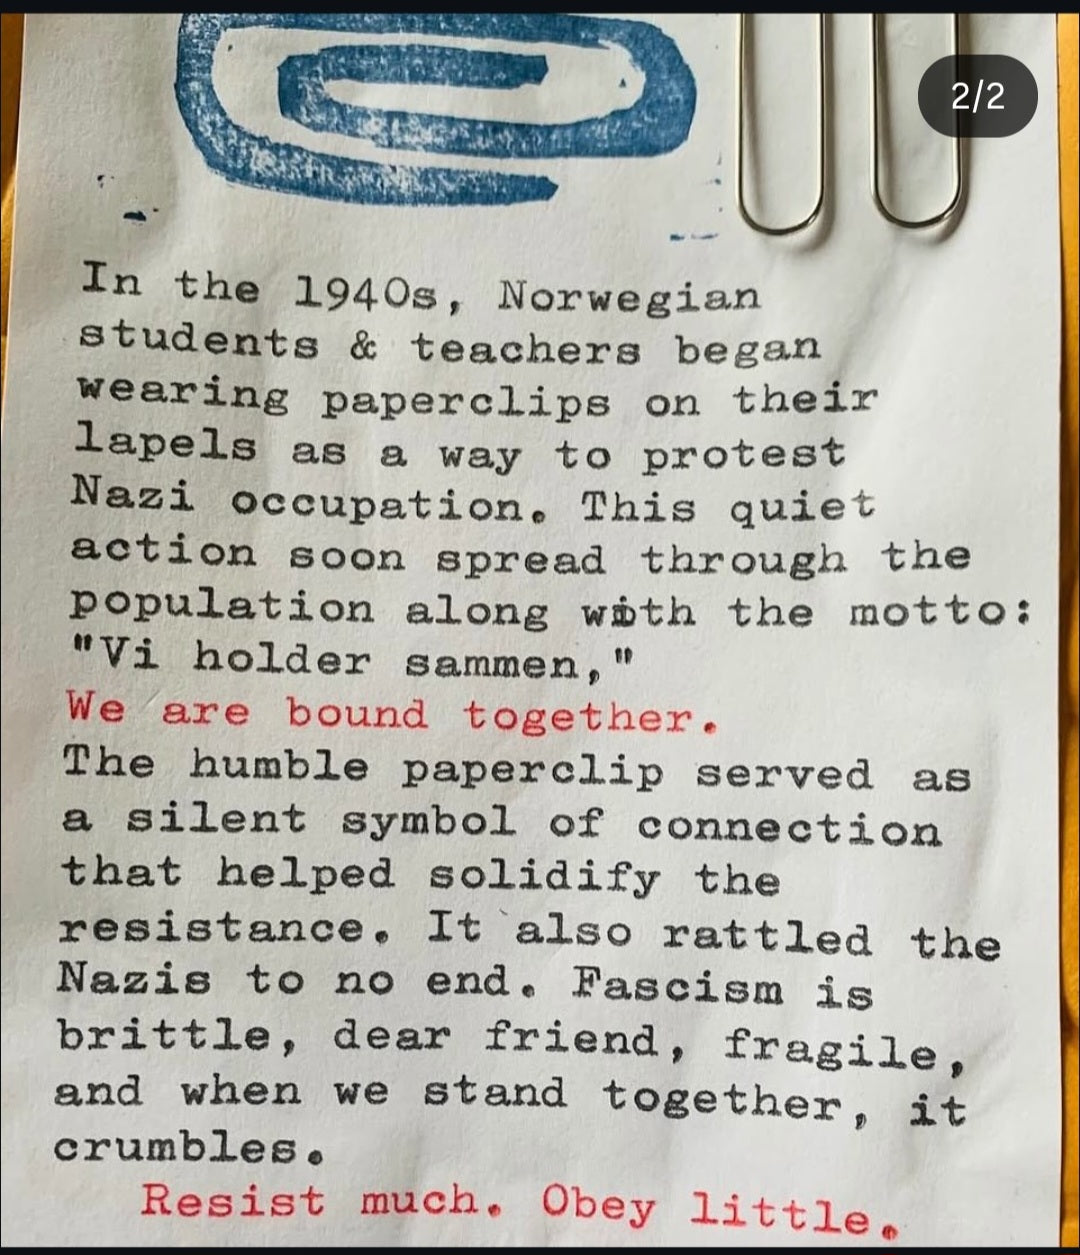 2/2
In the 1940s, Norwegian
students & teachers began
wearing paperclips on their
lapels as a way to protest
Nazi occupation. This quiet
action soon spread through the
population along with the motto:
"Vi holder sammen,"
We are bound together.
The humble paperclip served as
a silent symbol of connection
that helped solidify the
resistance. It also rattled the
Nazis to no end. Fascism is
brittle, dear friend, fragile,
and when we stand together, it
crumbles.
Resist much. Obey little.